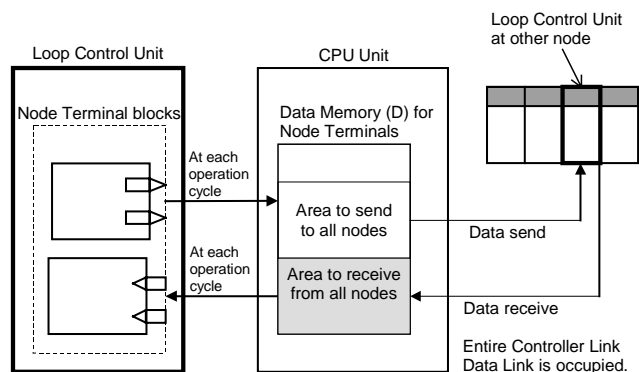 Loop Control Unit
CPU Unit
Loop Control Unit
at other node
Node Terminal blocks
Data Memory (D) for
Node Terminals
At each
operation
cycle
Area to send
to all nodes
Data send
At each
operation
cycle
Area to receive
from all nodes
Data receive
Entire Controller Link
Data Link is occupied.